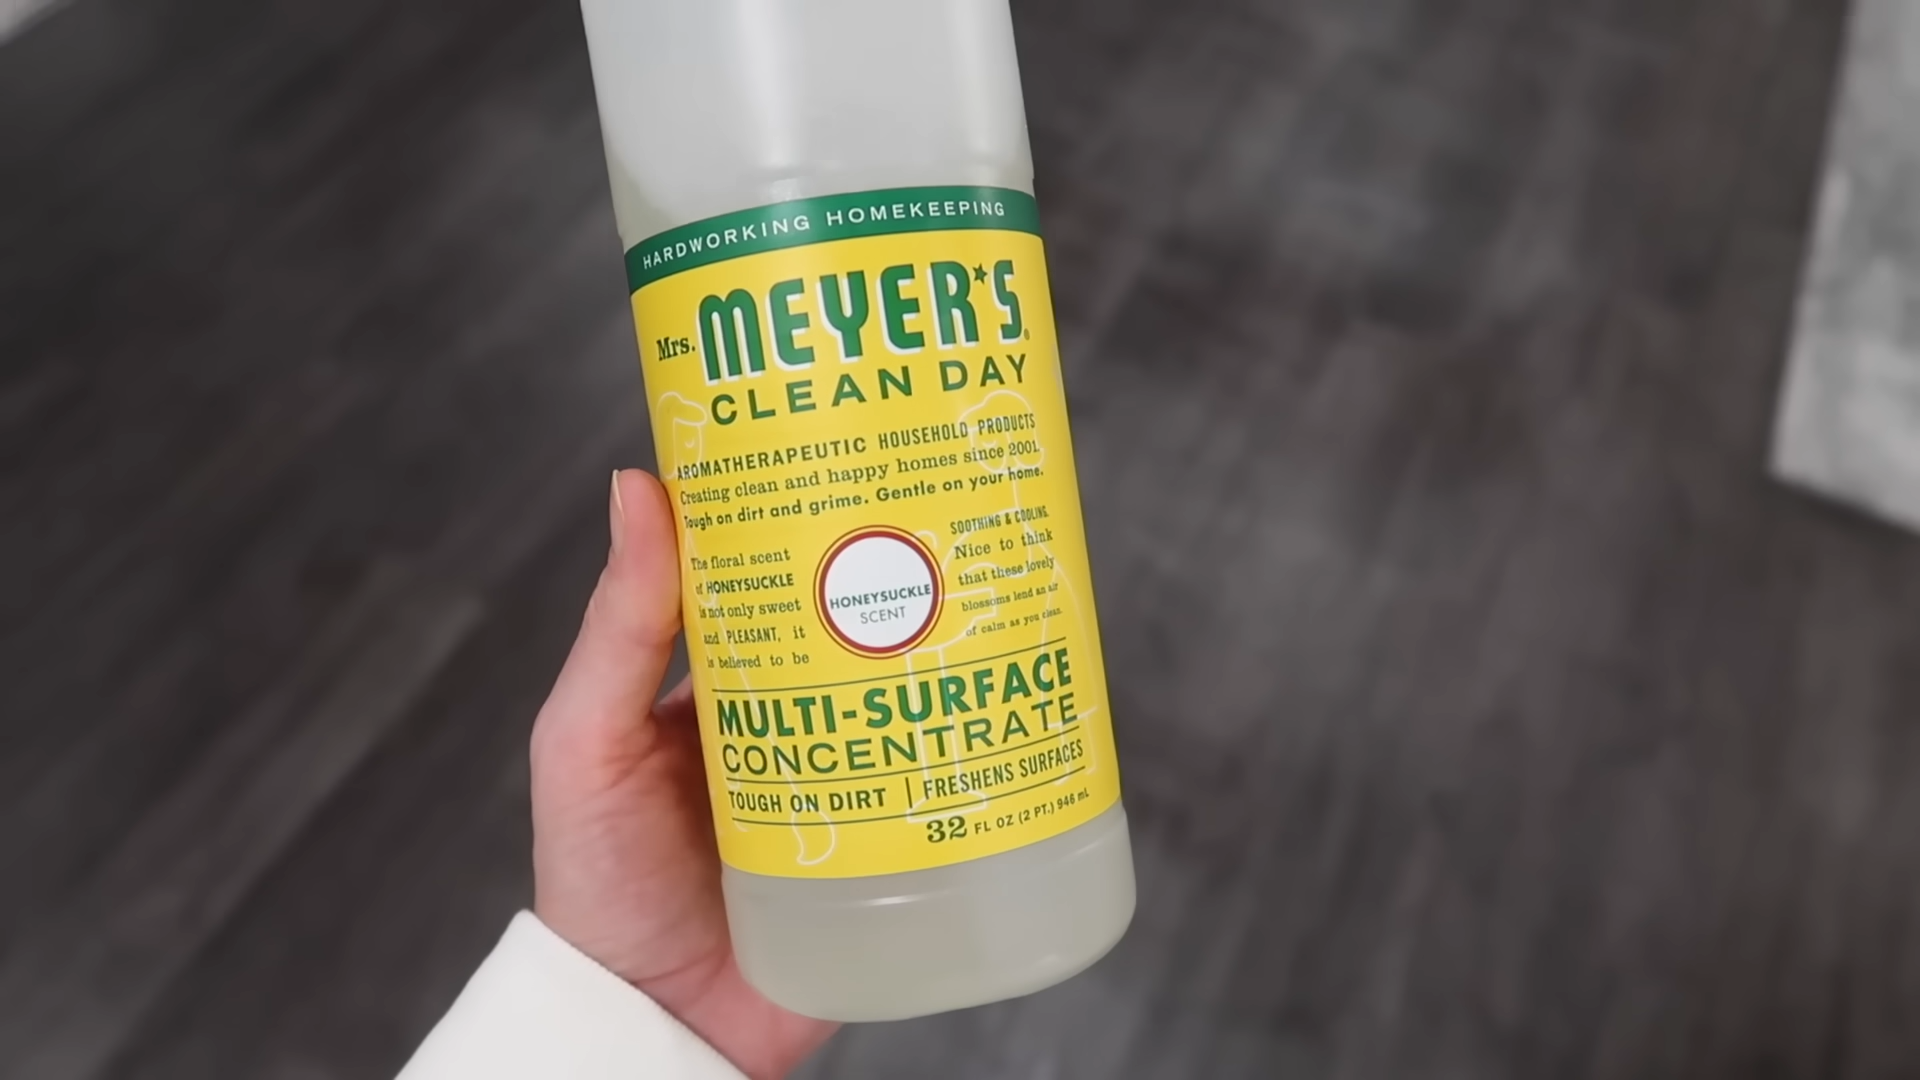 HARDWORKING HOMEKEEPING
Mrs. MEYER'S®
CLEAN DAY
AROMATHERAPEUTIC HOUSEHOLD PRODUCTS
Creating clean and happy homes since 2001.
Tough on dirt and grime. Gentle on your home.
The floral scent
of HONEYSUCKLE
is not only sweet
and PLEASANT, it
is believed to be
HONEYSUCKLE
SCENT
SOOTHING & COOLING.
Nice to think
that these lovely
blossoms lend an air
of calm as you clean.
MULTI-SURFACE
CONCENTRATE
TOUGH ON DIRT | FRESHENS SURFACES
32 FL OZ (2 PT.) 946 mL